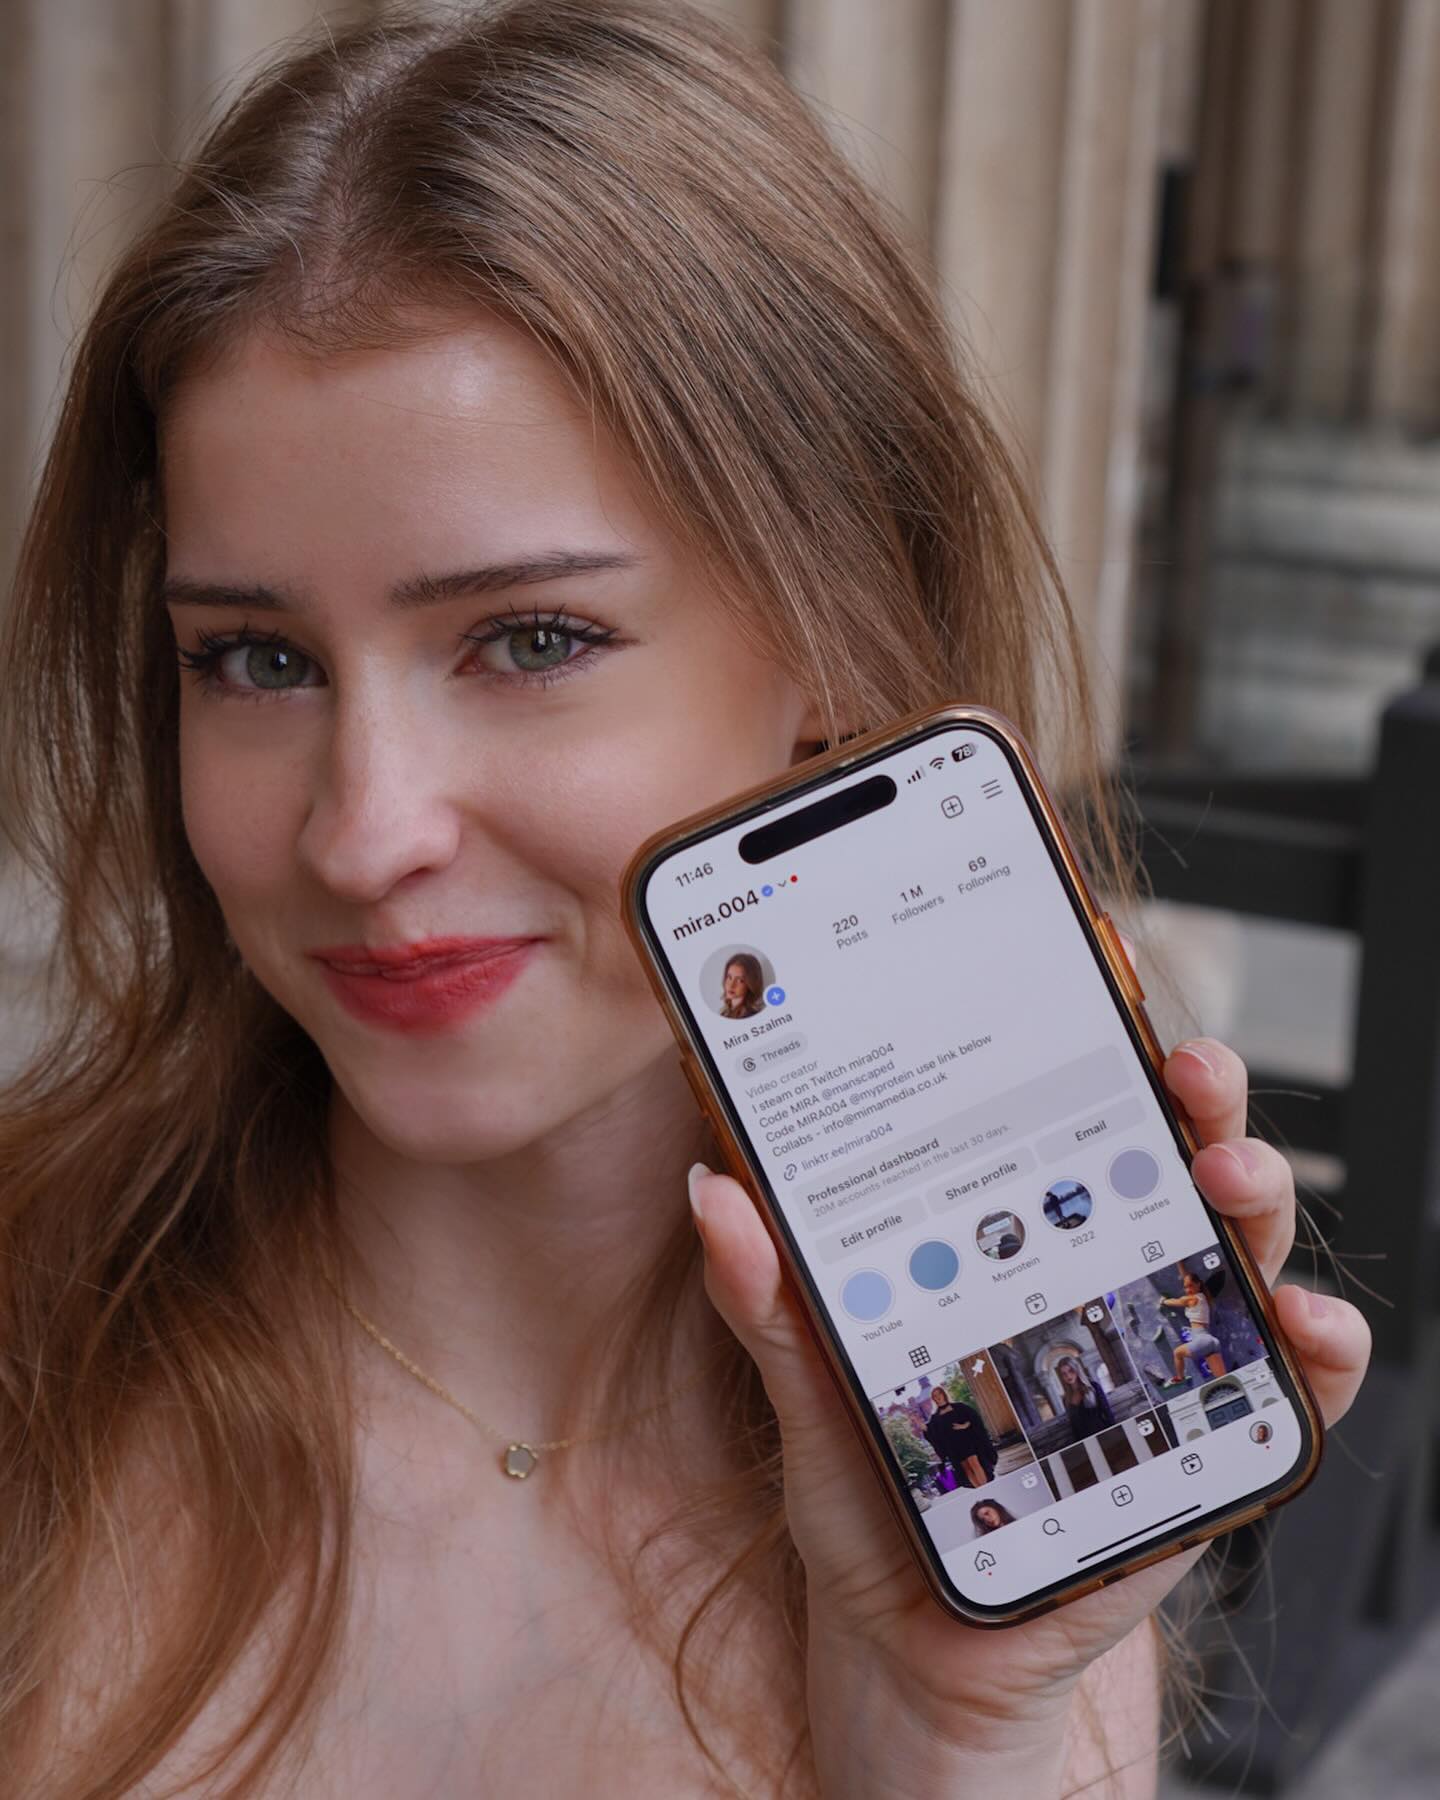 11:46
78
mira.004
220
Posts
1 M
Followers
69
Following
Mira Szalma
Threads
Video creator
I steam on Twitch mira004
Code MIRA @manscaped
Code MIRA004 @myprotein use link below
Collabs - info@mimamedia.co.uk
linktr.ee/mira004
Professional dashboard
20M accounts reached in the last 30 days.
Edit profile
Share profile
Email
YouTube
Q&A
Myprotein
2022
Updates